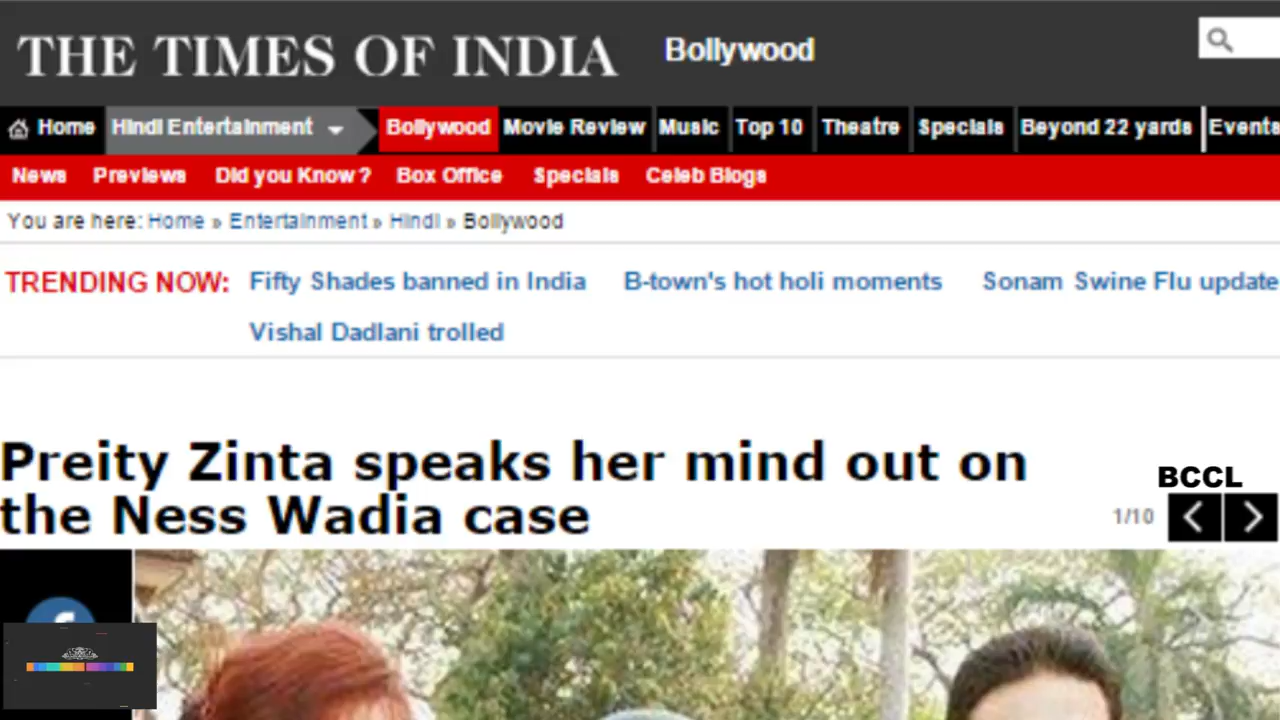 THE TIMES OF INDIA Bollywood
Home Hindi Entertainment Bollywood Movie Review Music Top 10 Theatre Specials Beyond 22 yards Events
News Previews Did you Know? Box Office Specials Celeb Blogs
You are here: Home » Entertainment » Hindi » Bollywood
TRENDING NOW: Fifty Shades banned in India B-town's hot holi moments Sonam Swine Flu update
Vishal Dadlani trolled
Preity Zinta speaks her mind out on
the Ness Wadia case
BCCL
1/10